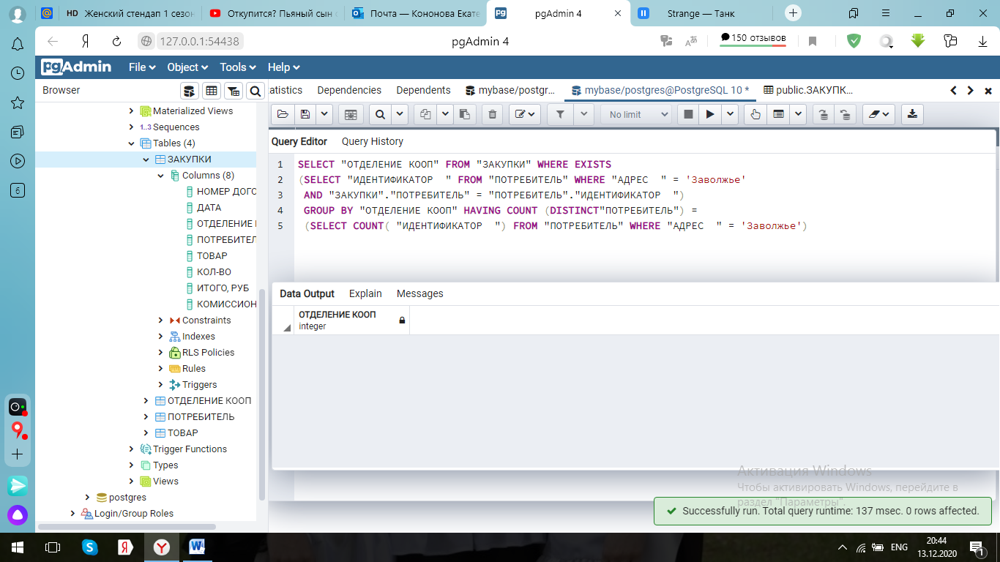 HD Женский стендап 1 сезон
Откупится? Пьяный сын
Почта — Кононова Екате
pgAdmin 4
Strange — Танк
127.0.0.1:54438
pgAdmin 4
150 отзывов
pgAdmin
File
Object
Tools
Help
Browser
atistics
Dependencies
Dependents
mybase/postgr...
mybase/postgres@PostgreSQL 10 *
public.ЗАКУПК...
No limit
Materialized Views
1..3 Sequences
Tables (4)
ЗАКУПКИ
Columns (8)
НОМЕР ДОГО
ДАТА
ОТДЕЛЕНИЕ
ПОТРЕБИТЕЛ
ТОВАР
КОЛ-ВО
ИТОГО, РУБ
КОМИССИОН
Constraints
Indexes
RLS Policies
Rules
Triggers
ОТДЕЛЕНИЕ КООП
ПОТРЕБИТЕЛЬ
ТОВАР
Trigger Functions
Types
Views
postgres
Login/Group Roles
6
Query Editor
Query History
1 SELECT "ОТДЕЛЕНИЕ КООП" FROM "ЗАКУПКИ" WHERE EXISTS
2 (SELECT "ИДЕНТИФИКАТОР  " FROM "ПОТРЕБИТЕЛЬ" WHERE "АДРЕС  " = 'Заволжье'
3 AND "ЗАКУПКИ"."ПОТРЕБИТЕЛЬ" = "ПОТРЕБИТЕЛЬ"."ИДЕНТИФИКАТОР  ")
4 GROUP BY "ОТДЕЛЕНИЕ КООП" HAVING COUNT (DISTINCT"ПОТРЕБИТЕЛЬ") =
5 (SELECT COUNT( "ИДЕНТИФИКАТОР  ") FROM "ПОТРЕБИТЕЛЬ" WHERE "АДРЕС  " = 'Заволжье')
Data Output
Explain
Messages
ОТДЕЛЕНИЕ КООП
integer
Активация Windows
Чтобы активировать Windows, перейдите в
раздел "Параметры".
Successfully run. Total query runtime: 137 msec. 0 rows affected.
ENG
20:44
13.12.2020
1